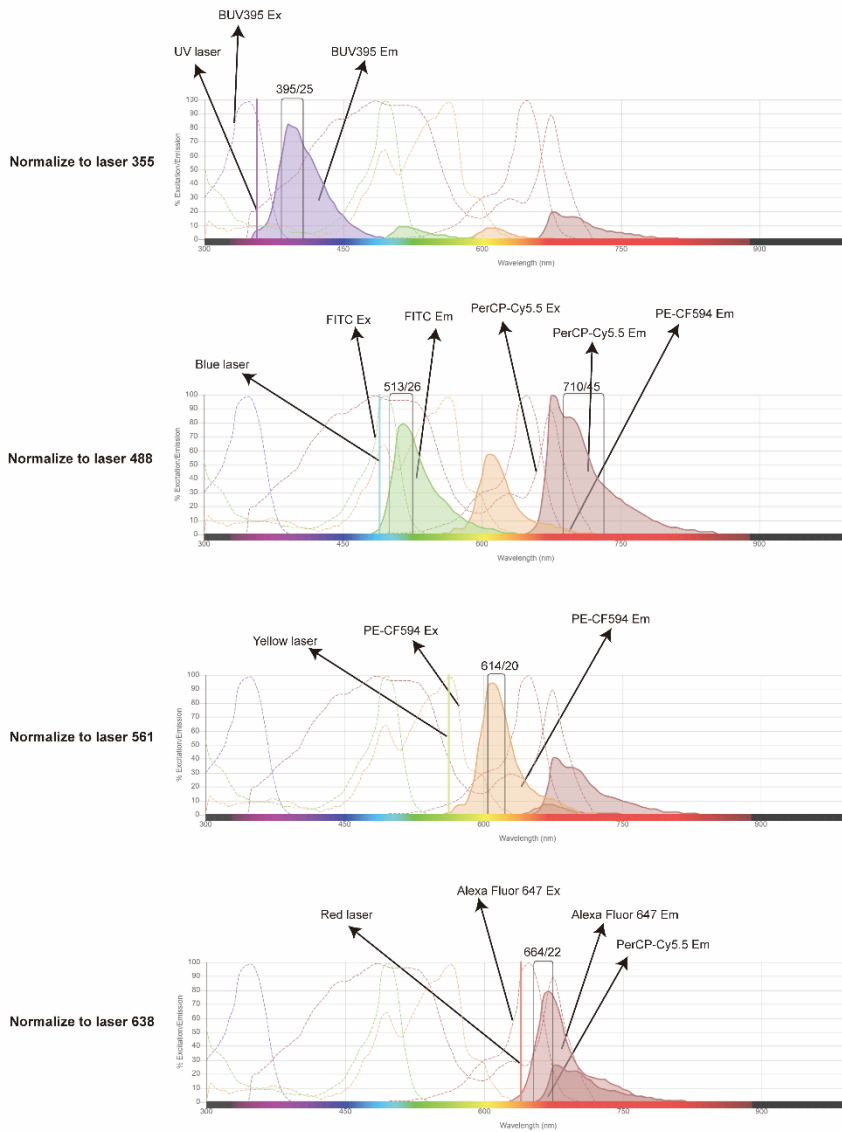 BUV395 Ex
UV laser
BUV395 Em
395/25
Normalize to laser 355
% Excitation/Emission
100
90
80
70
60
50
40
30
20
10
0
300
450
600
750
900
Wavelength (nm)
FITC Ex
FITC Em
PerCP-Cy5.5 Ex
PerCP-Cy5.5 Em
PE-CF594 Em
Blue laser
513/26
710/45
Normalize to laser 488
% Excitation/Emission
100
90
80
70
60
50
40
30
20
10
0
300
450
600
750
900
Wavelength (nm)
Yellow laser
PE-CF594 Ex
PE-CF594 Em
614/20
Normalize to laser 561
% Excitation/Emission
100
90
80
70
60
50
40
30
20
10
0
300
450
600
750
900
Wavelength (nm)
Red laser
Alexa Fluor 647 Ex
Alexa Fluor 647 Em
PerCP-Cy5.5 Em
664/22
Normalize to laser 638
% Excitation/Emission
100
90
80
70
60
50
40
30
20
10
0
300
450
600
750
900
Wavelength (nm)